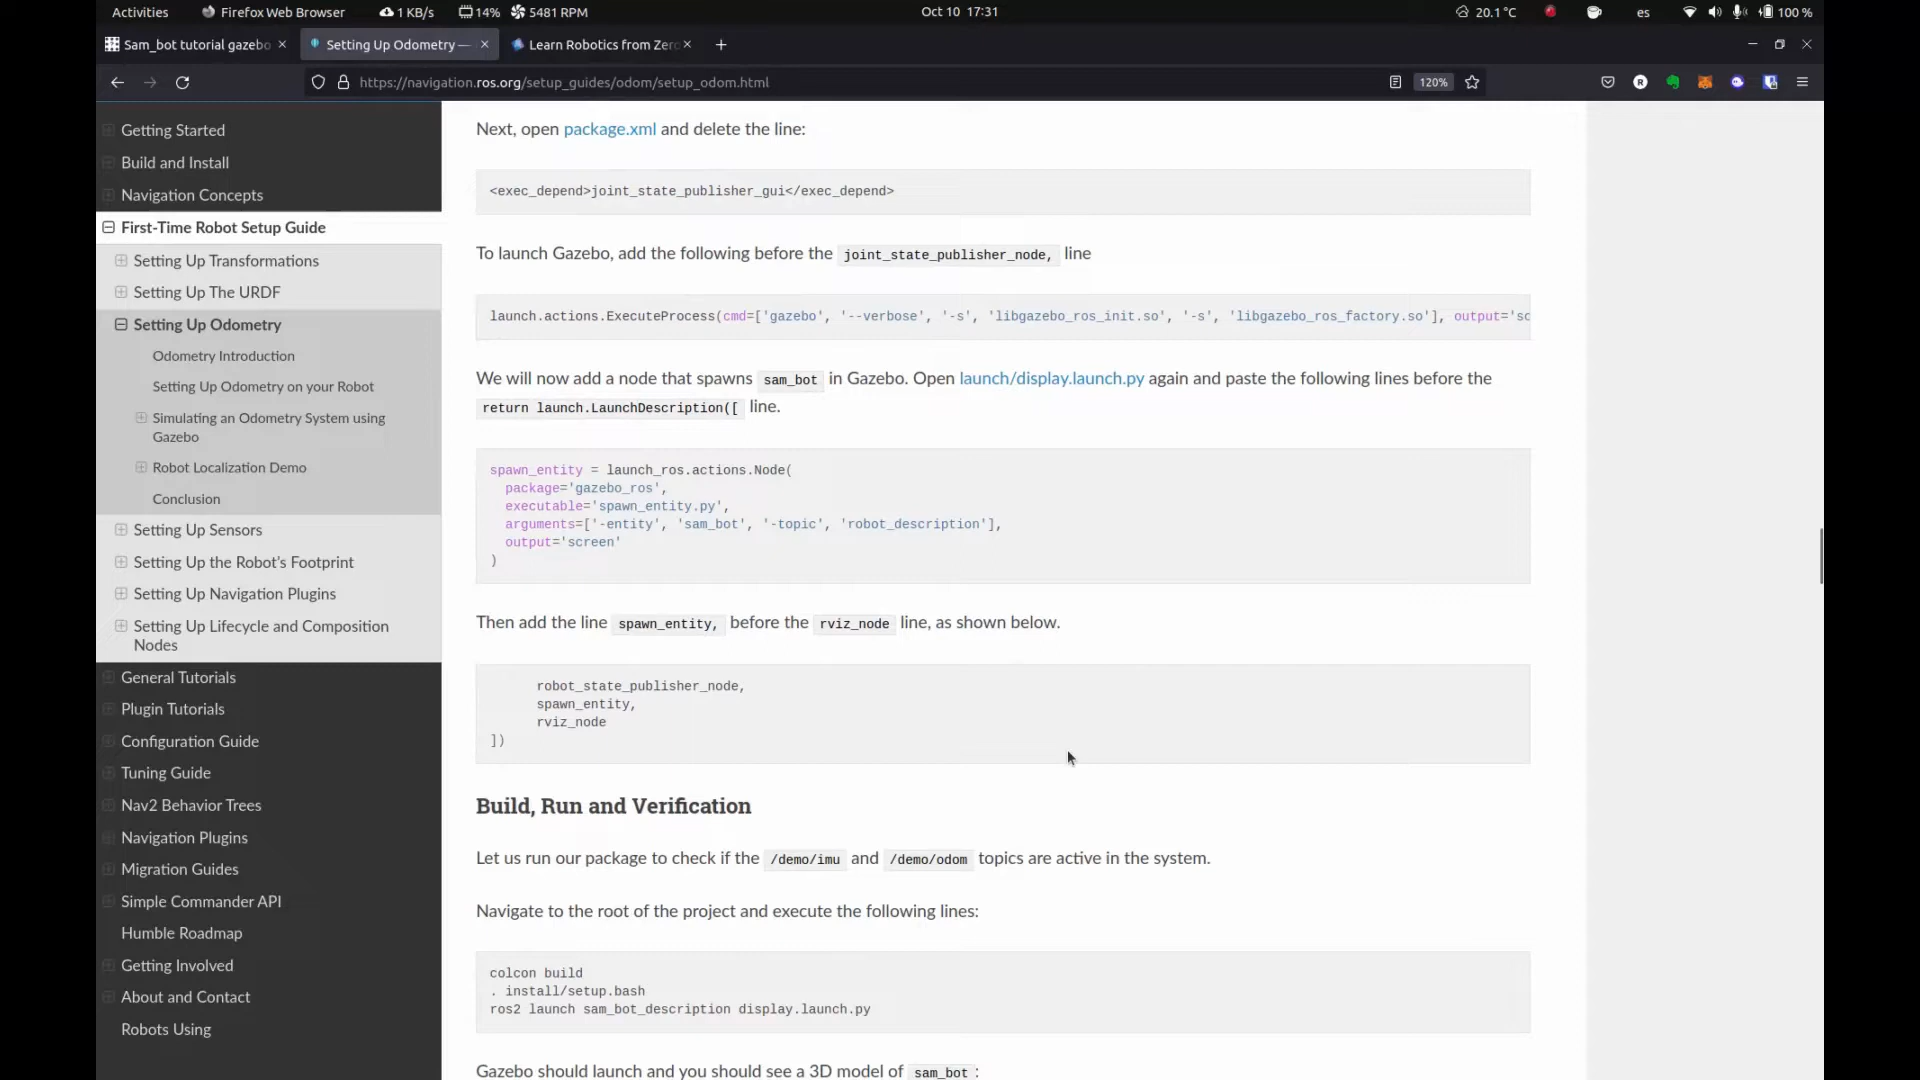 Activities
Firefox Web Browser
1 KB/s
14%
5481 RPM
Oct 10 17:31
20.1 °C
es
100 %
Sam_bot tutorial gazebo
Setting Up Odometry —
Learn Robotics from Zero
https://navigation.ros.org/setup_guides/odom/setup_odom.html
120%
Getting Started
Build and Install
Navigation Concepts
First-Time Robot Setup Guide
Setting Up Transformations
Setting Up The URDF
Setting Up Odometry
Odometry Introduction
Setting Up Odometry on your Robot
Simulating an Odometry System using
Gazebo
Robot Localization Demo
Conclusion
Setting Up Sensors
Setting Up the Robot's Footprint
Setting Up Navigation Plugins
Setting Up Lifecycle and Composition
Nodes
General Tutorials
Plugin Tutorials
Configuration Guide
Tuning Guide
Nav2 Behavior Trees
Navigation Plugins
Migration Guides
Simple Commander API
Humble Roadmap
Getting Involved
About and Contact
Robots Using
Next, open package.xml and delete the line:
<exec_depend>joint_state_publisher_gui</exec_depend>
To launch Gazebo, add the following before the joint_state_publisher_node, line
launch.actions.ExecuteProcess(cmd=['gazebo', '--verbose', '-s', 'libgazebo_ros_init.so', '-s', 'libgazebo_ros_factory.so'], output='sc
We will now add a node that spawns sam_bot in Gazebo. Open launch/display.launch.py again and paste the following lines before the
return launch.LaunchDescription([ line.
spawn_entity = launch_ros.actions.Node(
package='gazebo_ros',
executable='spawn_entity.py',
arguments=['-entity', 'sam_bot', '-topic', 'robot_description'],
output='screen'
)
Then add the line spawn_entity, before the rviz_node line, as shown below.
robot_state_publisher_node,
spawn_entity,
rviz_node
])
Build, Run and Verification
Let us run our package to check if the /demo/imu and /demo/odom topics are active in the system.
Navigate to the root of the project and execute the following lines:
colcon build
. install/setup.bash
ros2 launch sam_bot_description display.launch.py
Gazebo should launch and you should see a 3D model of sam_bot :